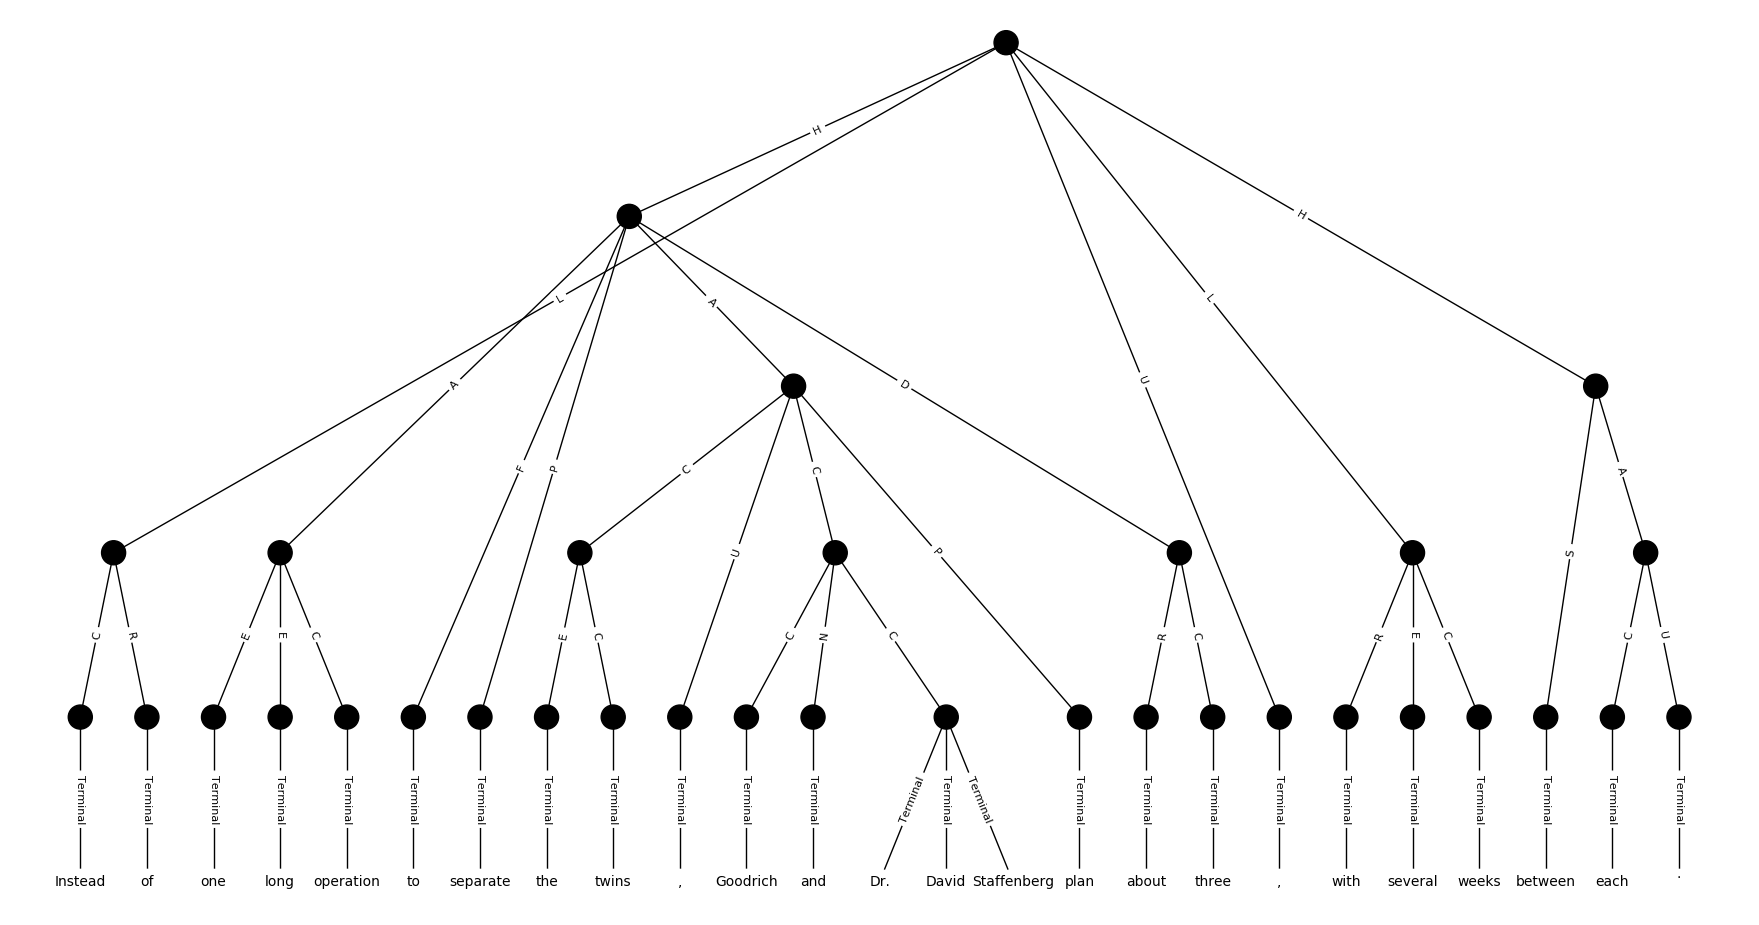 H
H
L
L
A
A
D
U
F
P
C
C
U
P
S
A
C
R
E
E
C
E
C
C
N
C
R
C
R
E
C
C
U
Terminal Terminal Terminal Terminal Terminal Terminal Terminal Terminal Terminal Terminal Terminal Terminal Terminal Terminal Terminal Terminal Terminal Terminal Terminal Terminal Terminal Terminal Terminal Terminal Terminal
Instead of one long operation to separate the twins , Goodrich and Dr. David Staffenberg plan about three , with several weeks between each .